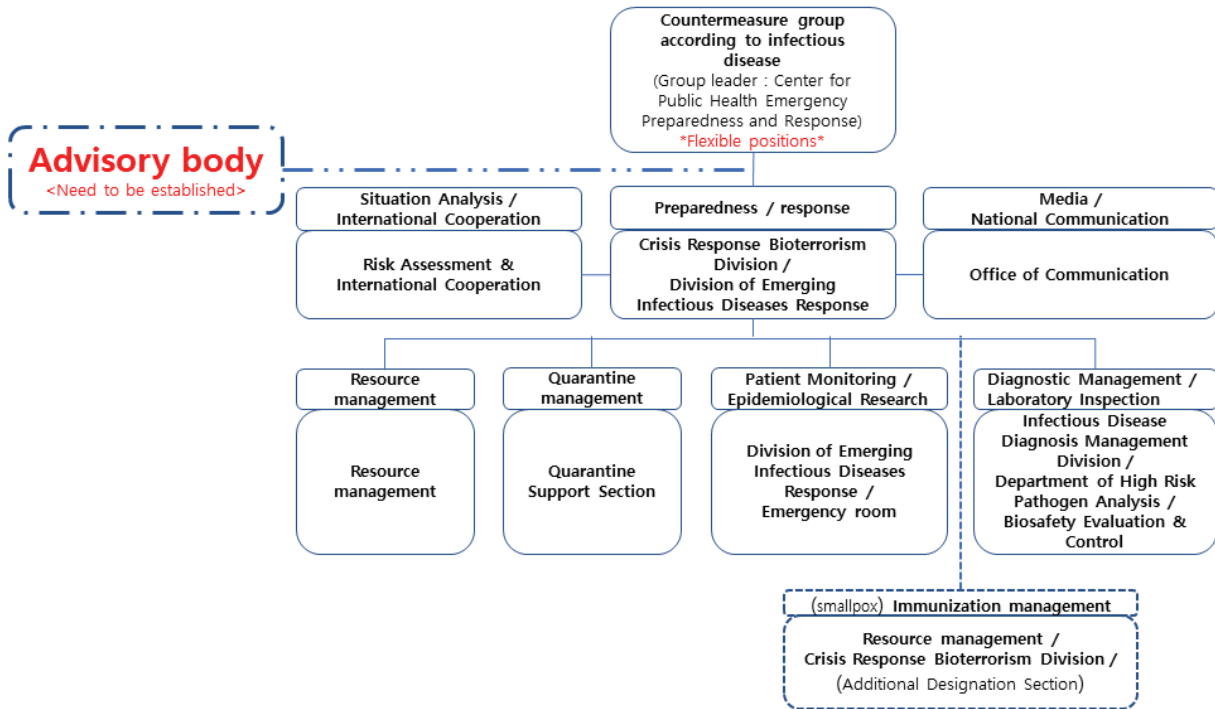 Countermeasure group
according to infectious
disease
(Group leader : Center for
Public Health Emergency
Preparedness and Response)
*Flexible positions*
Advisory body
<Need to be established>
Situation Analysis /
International Cooperation
Risk Assessment &
International Cooperation
Preparedness / response
Crisis Response Bioterrorism
Division /
Division of Emerging
Infectious Diseases Response
Media /
National Communication
Office of Communication
Resource
management
Resource
management
Quarantine
management
Quarantine
Support Section
Patient Monitoring /
Epidemiological Research
Division of Emerging
Infectious Diseases
Response /
Emergency room
Diagnostic Management /
Laboratory Inspection
Infectious Disease
Diagnosis Management
Division /
Department of High Risk
Pathogen Analysis /
Biosafety Evaluation &
Control
(smallpox) Immunization management
Resource management /
Crisis Response Bioterrorism Division /
(Additional Designation Section)